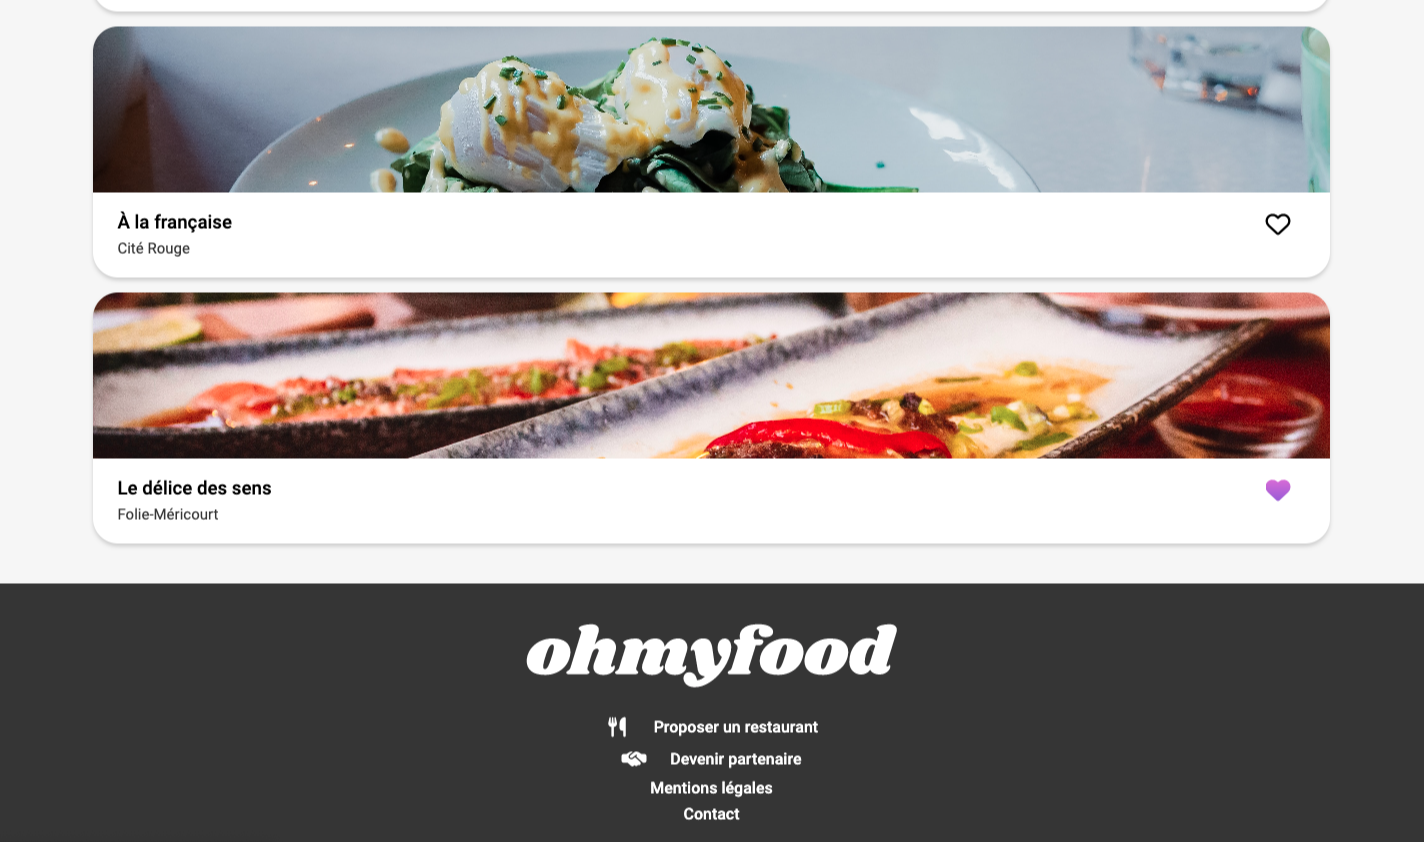 À la française
Cité Rouge
Le délice des sens
Folie-Méricourt
ohmyfood
Proposer un restaurant
Devenir partenaire
Mentions légales
Contact